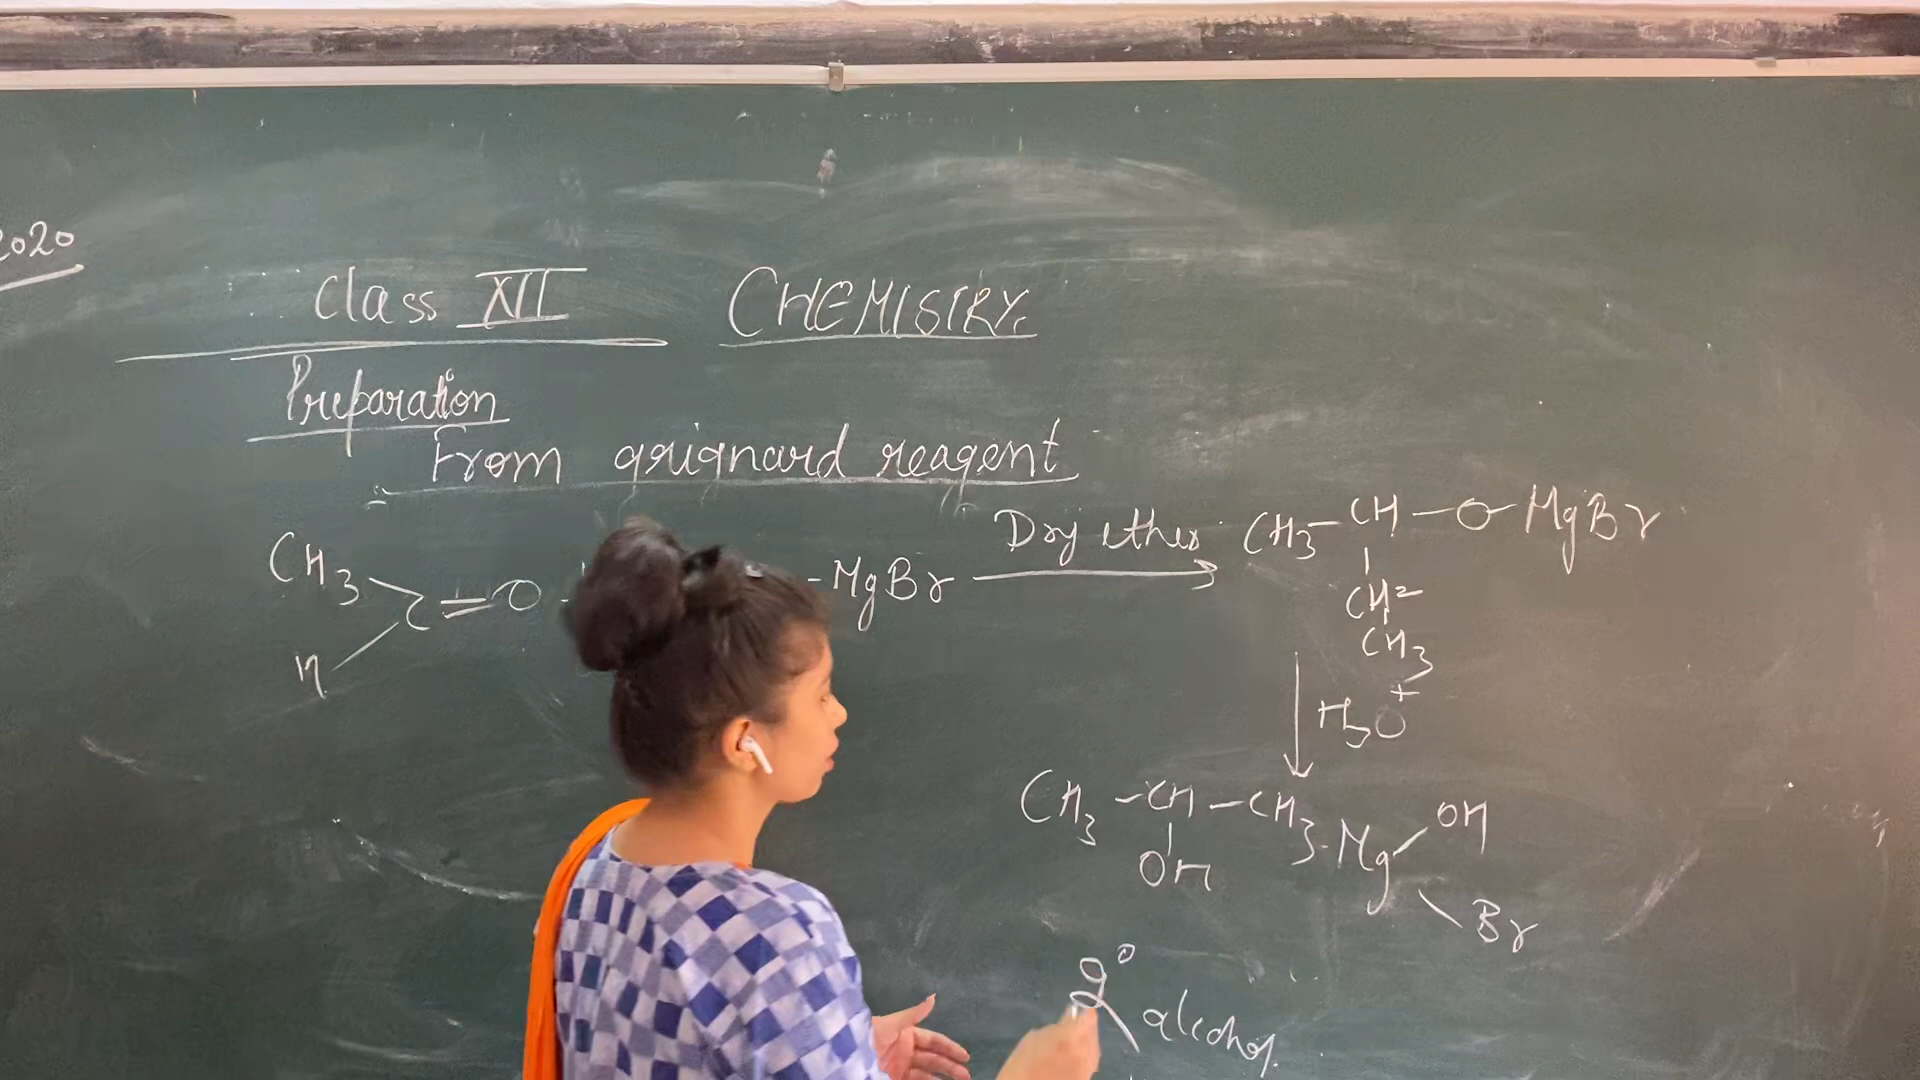 2020
Class XII CHEMISTRY
Preparation
From grignard reagent
CH3
C=O
H
-MgBr
Dry ether
CH3-CH-O-MgBr
CH2
CH3
H3O+
CH3-CH-CH3
OH
Mg
OH
Br
2° alcohol